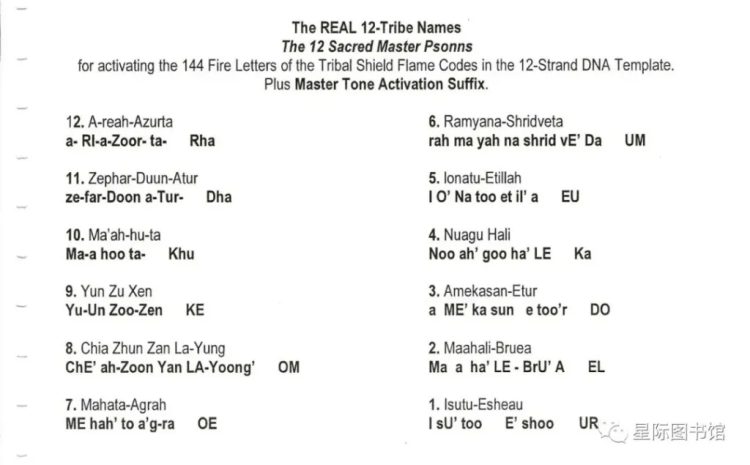 The REAL 12-Tribe Names
The 12 Sacred Master Psonns
for activating the 144 Fire Letters of the Tribal Shield Flame Codes in the 12-Strand DNA Template.
Plus Master Tone Activation Suffix.
12. A-reah-Azurta
a- RI-a-Zoor- ta- Rha
11. Zephar-Duun-Atur
ze-far-Doon a-Tur- Dha
10. Ma'ah-hu-ta
Ma-a hoo ta- Khu
9. Yun Zu Xen
Yu-Un Zoo-Zen KE
8. Chia Zhun Zan La-Yung
ChE' ah-Zoon Yan LA-Yoong' OM
7. Mahata-Agrah
ME hah' to a'g-ra OE
6. Ramyana-Shridveta
rah ma yah na shrid vE' Da UM
5. Ionatu-Etillah
I O' Na too et il' a EU
4. Nuagu Hali
Noo ah' goo ha' LE Ka
3. Amekasan-Etur
a ME' ka sun e too'r DO
2. Maahali-Bruea
Ma a ha' LE - BrU' A EL
1. Isutu-Esheau
I sU' too E' shoo UR
星际图书馆